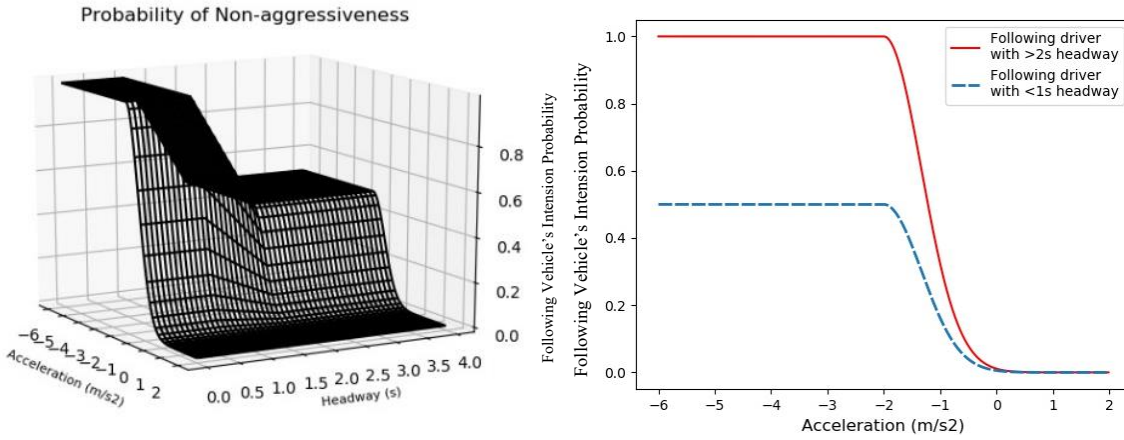 Probability of Non-aggressiveness
0.8
0.6
0.4
0.2
0.0
Following Vehicle's Intension Probability
−6
−5
−4
−3
−2
−1
0
1
2
Acceleration (m/s2)
0.0 0.5 1.0 1.5 2.0 2.5 3.0 3.5 4.0
Headway (s)
Following Vehicle's Intension Probability
1.0
0.8
0.6
0.4
0.2
0.0
Following driver
with >2s headway
Following driver
with <1s headway
−6 −5 −4 −3 −2 −1 0 1 2
Acceleration (m/s2)